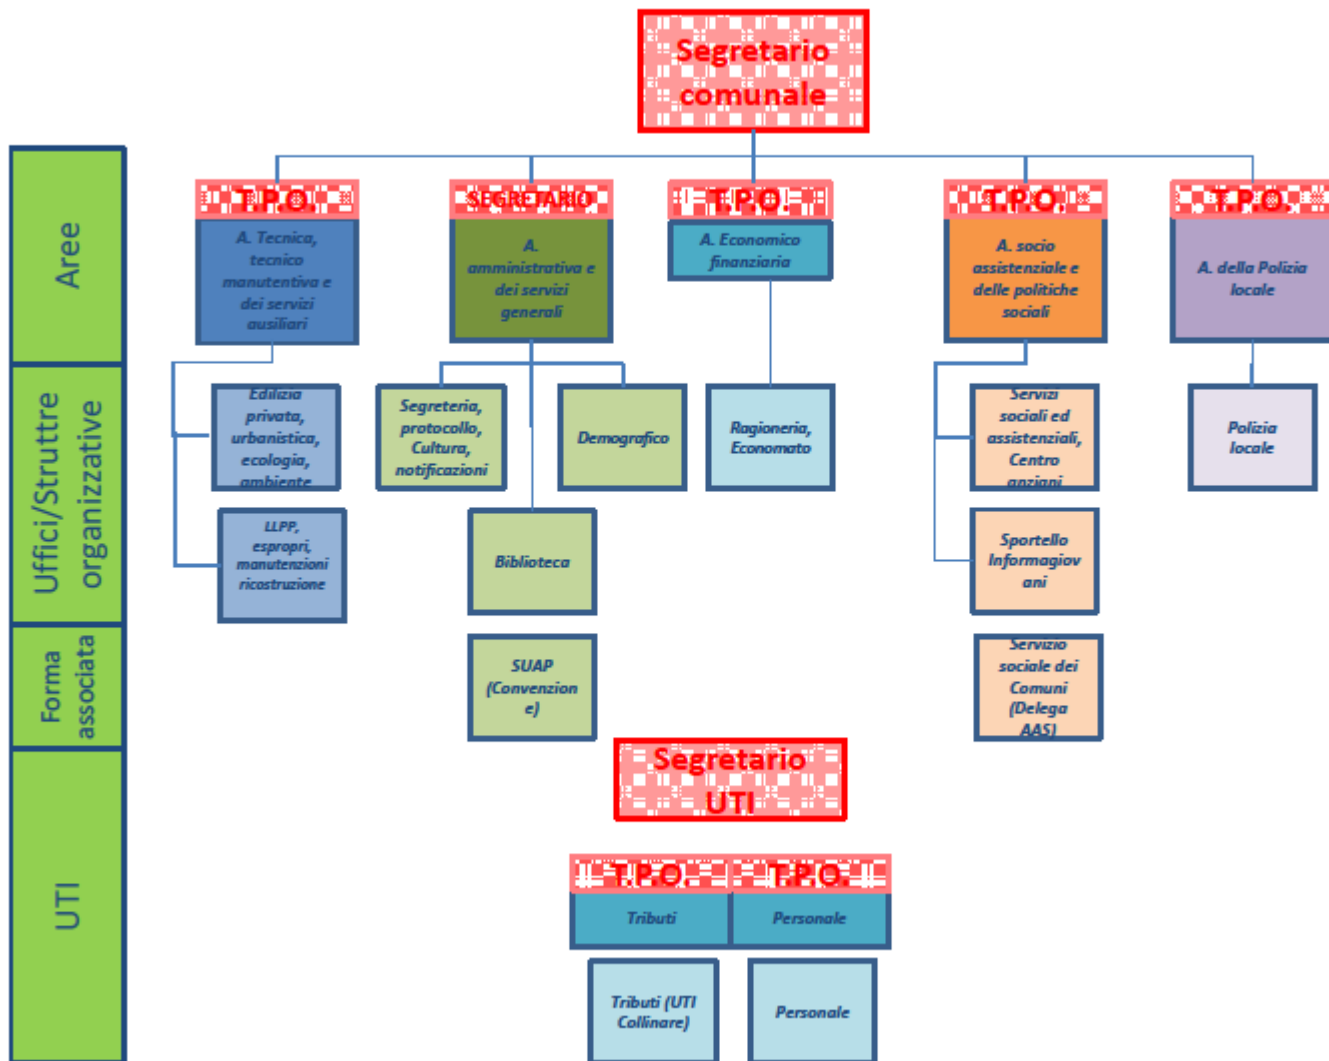 Segretario
comunale
Aree
T.P.O.
A. Tecnica,
tecnico
manutentiva e
dei servizi
ausiliari
SEGRETARIO
A.
amministrativa e
dei servizi
generali
T.P.O.
A. Economico
finanziaria
T.P.O.
A. socio
assistenziale e
delle politiche
sociali
T.P.O.
A. della Polizia
locale
Uffici/Struttre
organizzative
Edilizia
privata,
urbanistica,
ecologia,
ambiente
Segreteria,
protocollo,
Cultura,
notificazioni
Demografico
Ragioneria,
Economato
Servizi
sociali ed
assistenziali,
Centro
anziani
Polizia
locale
LLPP,
espropri,
manutenzioni
ricostruzione
Biblioteca
Sportello
Informagiov
ani
Forma
associata
SUAP
(Convenzion
e)
Servizio
sociale dei
Comuni
(Delega
AAS)
UTI
Segretario
UTI
T.P.O.
T.P.O.
Tributi
Personale
Tributi (UTI
Collinare)
Personale